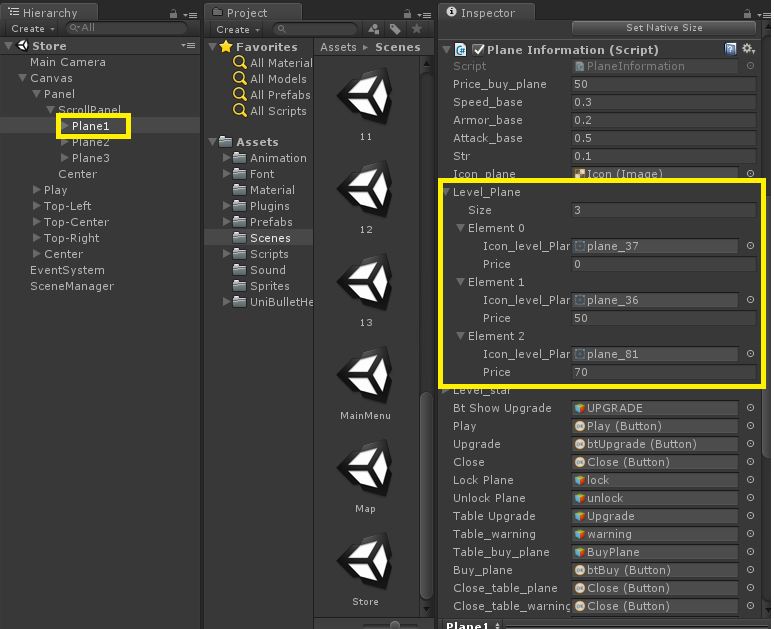 Hierarchy
Create
All
Store
Main Camera
Canvas
Panel
ScrollPanel
Plane1
Plane2
Plane3
Center
Play
Top-Left
Top-Center
Top-Right
Center
EventSystem
SceneManager
Project
Create
Favorites
All Material
All Models
All Prefabs
All Scripts
Assets
Animation
Font
Material
Plugins
Prefabs
Scenes
Scripts
Sound
Sprites
UniBulletHe
Assets Scenes
11
12
13
MainMenu
Map
Store
Inspector
Set Native Size
Plane Information (Script)
Script PlaneInformation
Price_buy_plane 50
Speed_base 0.3
Armor_base 0.2
Attack_base 0.5
Str 0.1
Icon_plane Icon (Image)
Level_Plane
Size 3
Element 0
Icon_level_Plar plane_37
Price 0
Element 1
Icon_level_Plar plane_36
Price 50
Element 2
Icon_level_Plar plane_81
Price 70
Level_star
Bt Show Upgrade UPGRADE
Play Play (Button)
Upgrade btUpgrade (Button)
Close Close (Button)
Lock Plane lock
Unlock Plane unlock
Table Upgrade Upgrade
Table_warning warning
Table_buy_plane BuyPlane
Buy_plane btBuy (Button)
Close_table_plane Close (Button)
Close_table_warning Close (Button)
Plane1